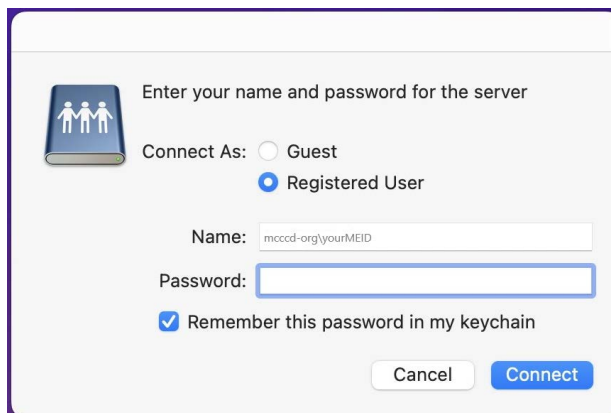 Enter your name and password for the server
Connect As: Guest
Registered User
Name: mcccd-org\yourMEID
Password:
Remember this password in my keychain
Cancel Connect